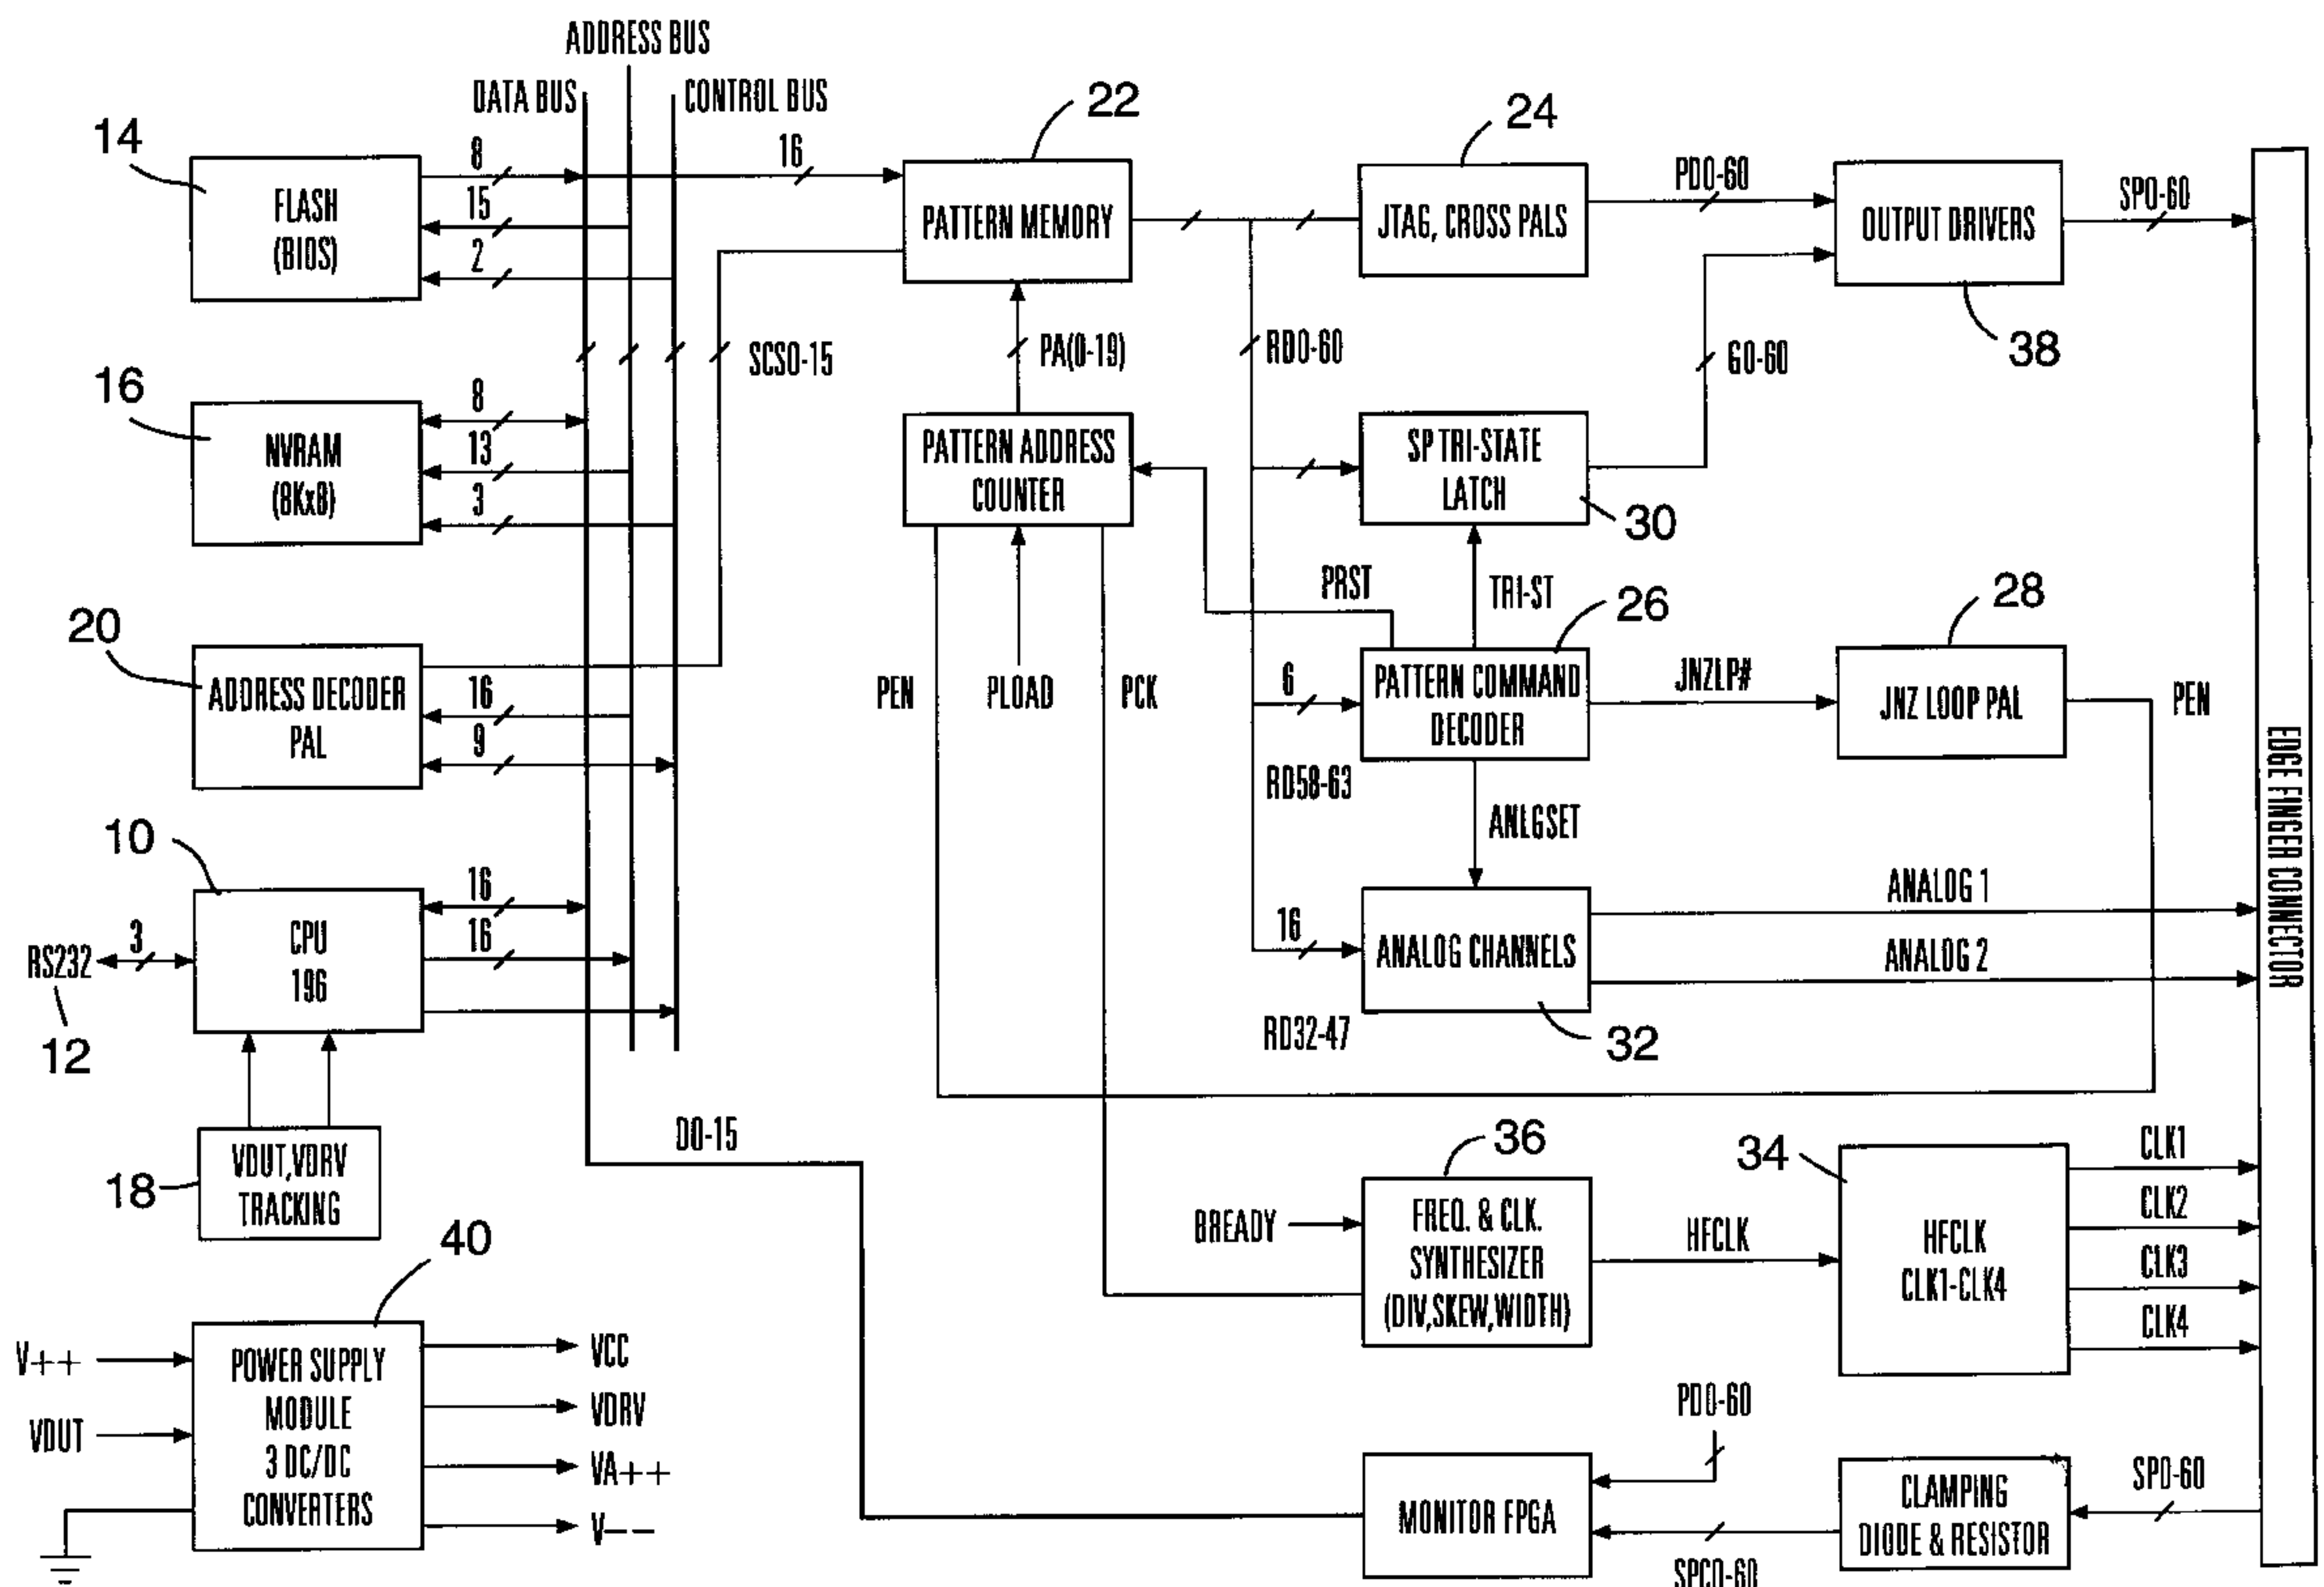 ADDRESS BUS
DATA BUS
CONTROL BUS
14
FLASH
(BIOS)
8
15
2
16
22
PATTERN MEMORY
24
JTAG, CROSS PALS
PD0-60
OUTPUT DRIVERS
38
SP0-60
SCS0-15
PA(0-19)
RD0-60
G0-60
16
NVRAM
(8Kx8)
8
13
3
PATTERN ADDRESS
COUNTER
SP TRI-STATE
LATCH
30
PRST
TRI-ST
26
28
20
ADDRESS DECODER
PAL
16
9
PEN
PLOAD
PCK
6
PATTERN COMMAND
DECODER
JNZLP#
JNZ LOOP PAL
PEN
RD58-63
ANLGSET
EDGE FINGER CONNECTOR
10
RS232
3
12
CPU
196
16
16
16
ANALOG CHANNELS
32
RD32-47
ANALOG 1
ANALOG 2
18
VDUT,VDRV
TRACKING
D0-15
36
BREADY
FREQ. & CLK.
SYNTHESIZER
(DIV,SKEW,WIDTH)
HFCLK
34
HFCLK
CLK1-CLK4
CLK1
CLK2
CLK3
CLK4
40
V++
VDUT
POWER SUPPLY
MODULE
3 DC/DC
CONVERTERS
VCC
VDRV
VA++
V--
PD0-60
MONITOR FPGA
SPC0-60
CLAMPING
DIODE & RESISTOR
SP0-60